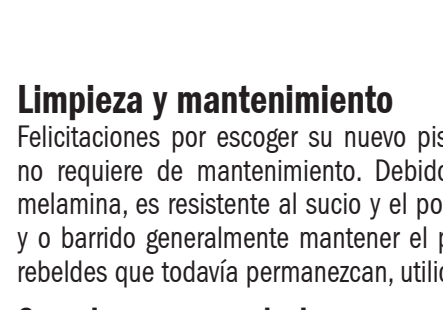 Limpieza y mantenimiento
Felicitaciones por escoger su nuevo
no requiere de mantenimiento.
melamina, es resistente al sucio y el
y o barrido generalmente mantener el
rebeldes que todavía permanezcan,